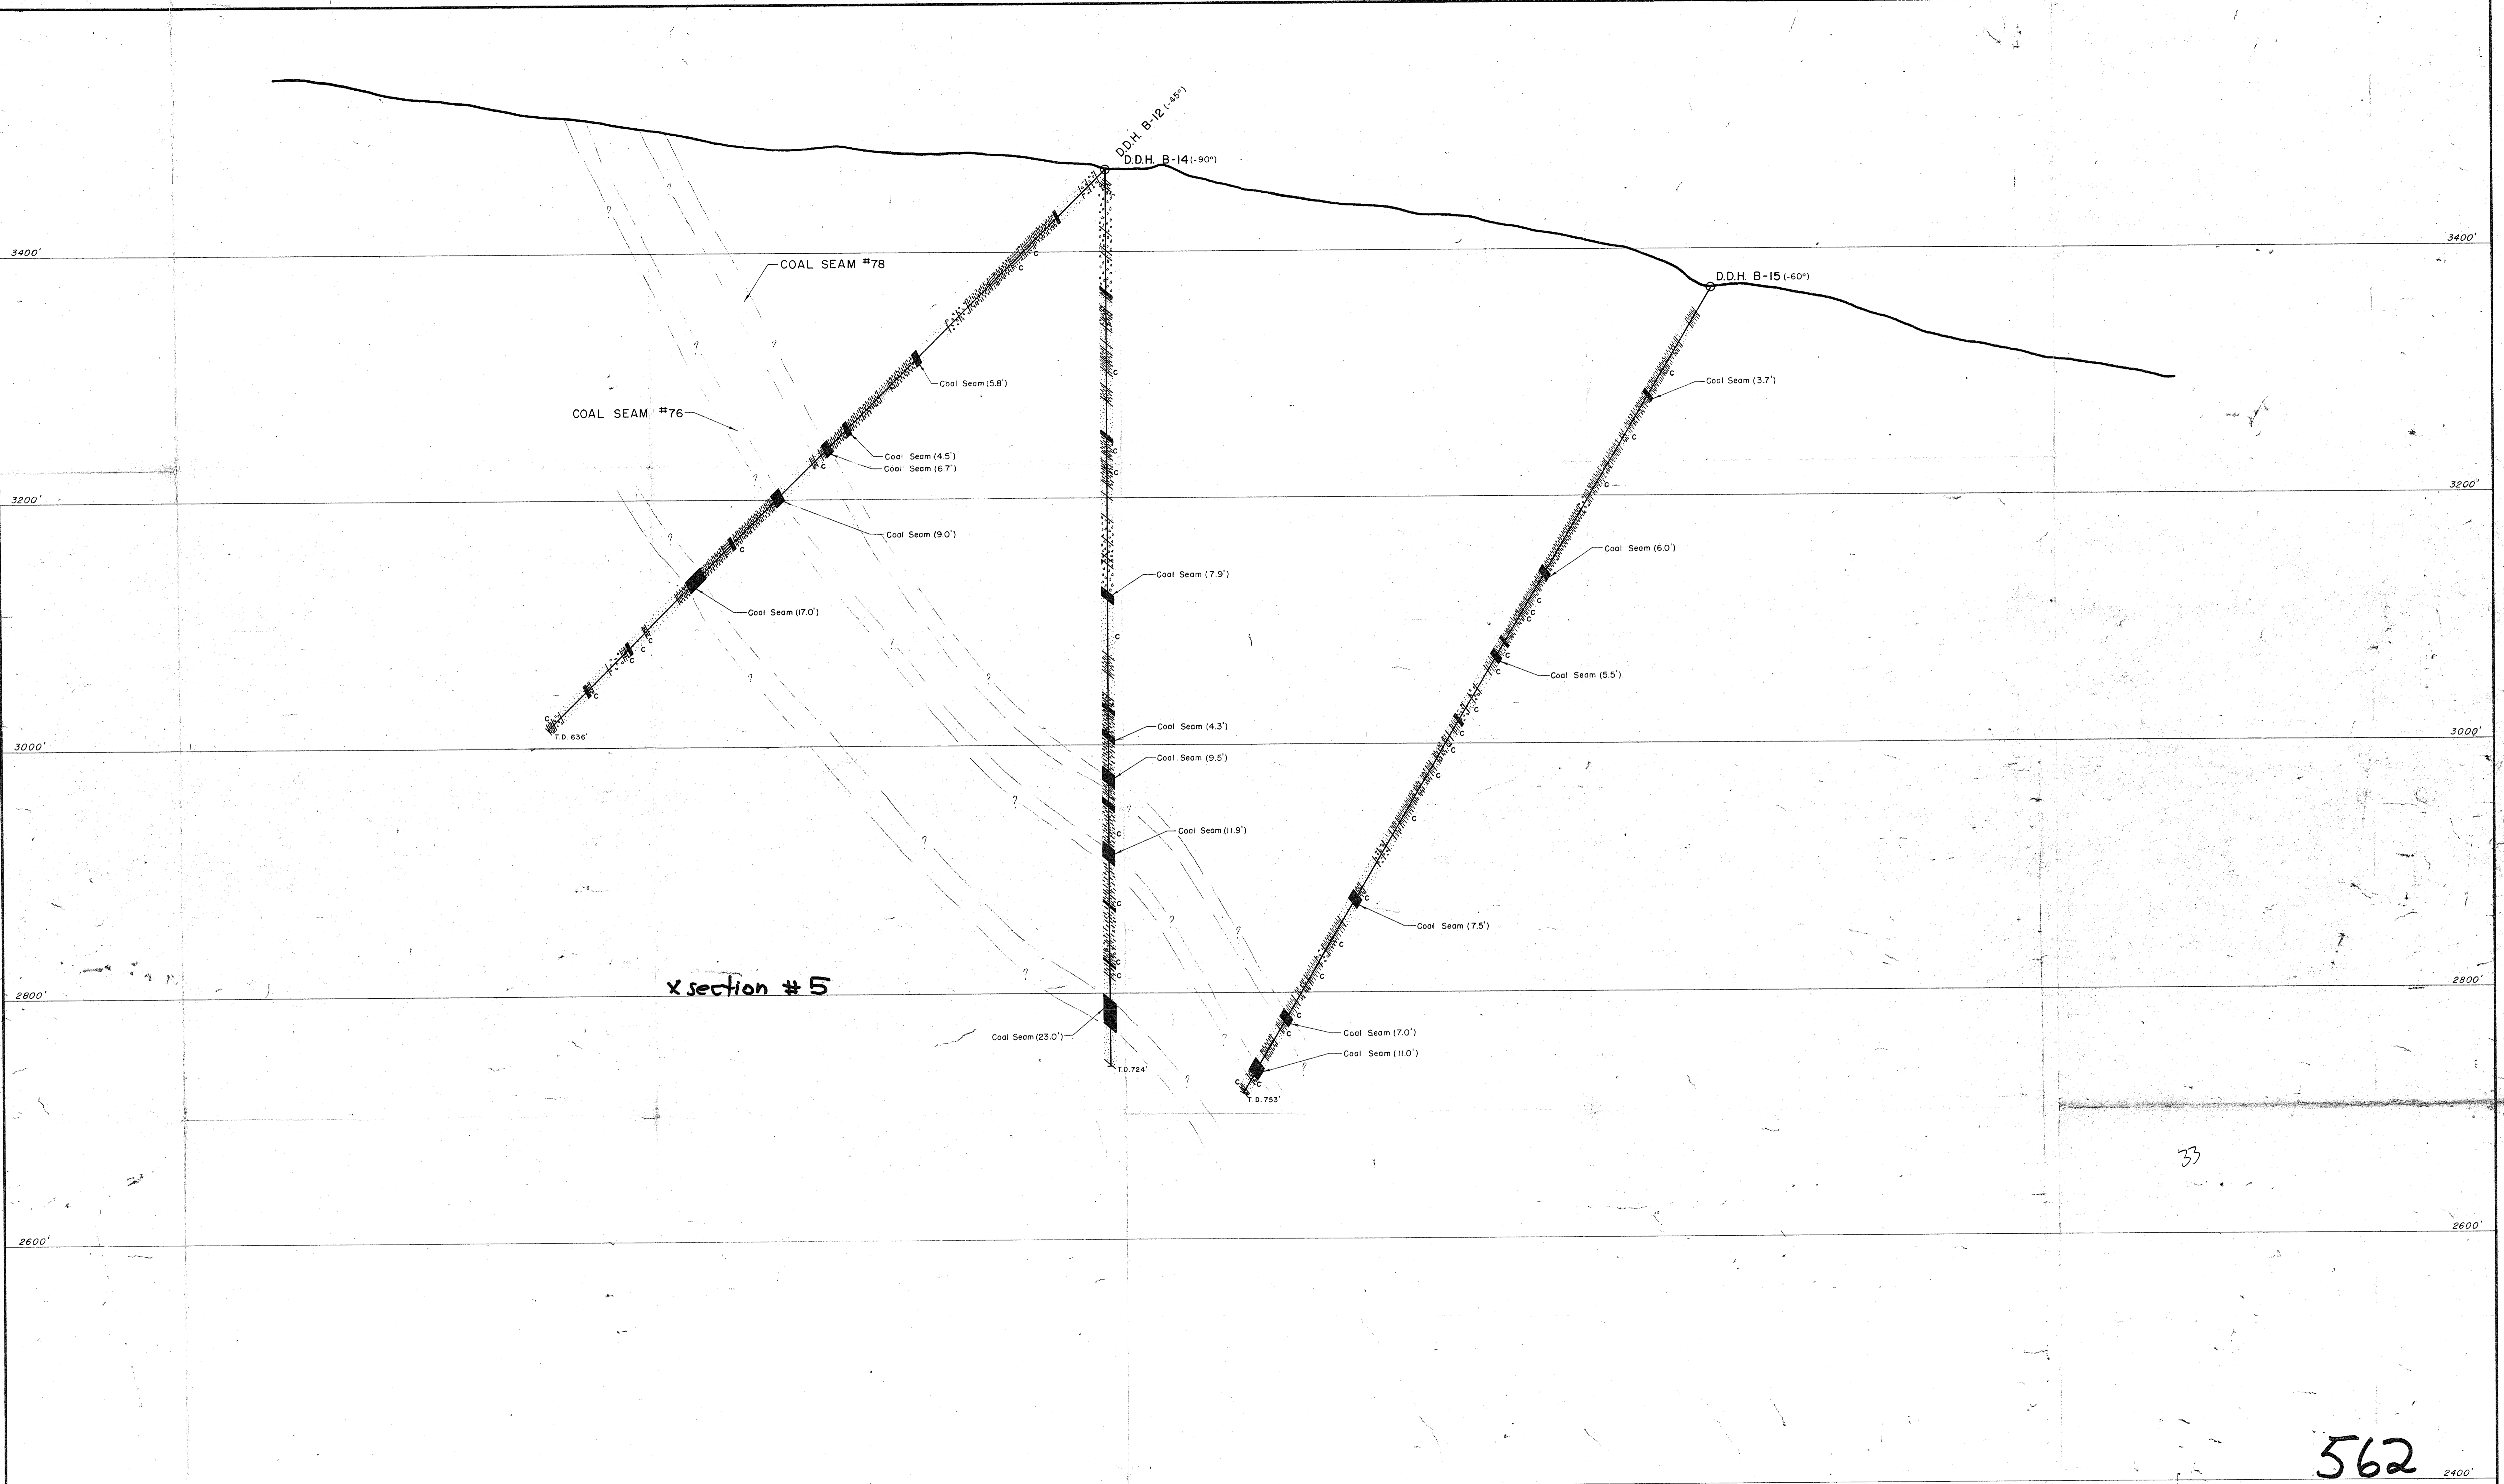 D.D.H. B-12 (-45°)
D.D.H. B-14 (-90°)
3400'
3400'
COAL SEAM #78
D.D.H. B-15 (-60°)
Coal Seam (5.8')
Coal Seam (3.7')
COAL SEAM #76
Coal Seam (4.5')
Coal Seam (6.7')
3200'
3200'
Coal Seam (9.0')
Coal Seam (6.0')
Coal Seam (7.9')
Coal Seam (17.0')
Coal Seam (5.5')
Coal Seam (4.3')
T.D. 636'
3000'
3000'
Coal Seam (9.5')
Coal Seam (11.9')
Coal Seam (7.5')
x section #5
2800'
2800'
Coal Seam (23.0')
Coal Seam (7.0')
Coal Seam (11.0')
T.D. 724'
T.D. 753'
33
2600'
2600'
562
2400'